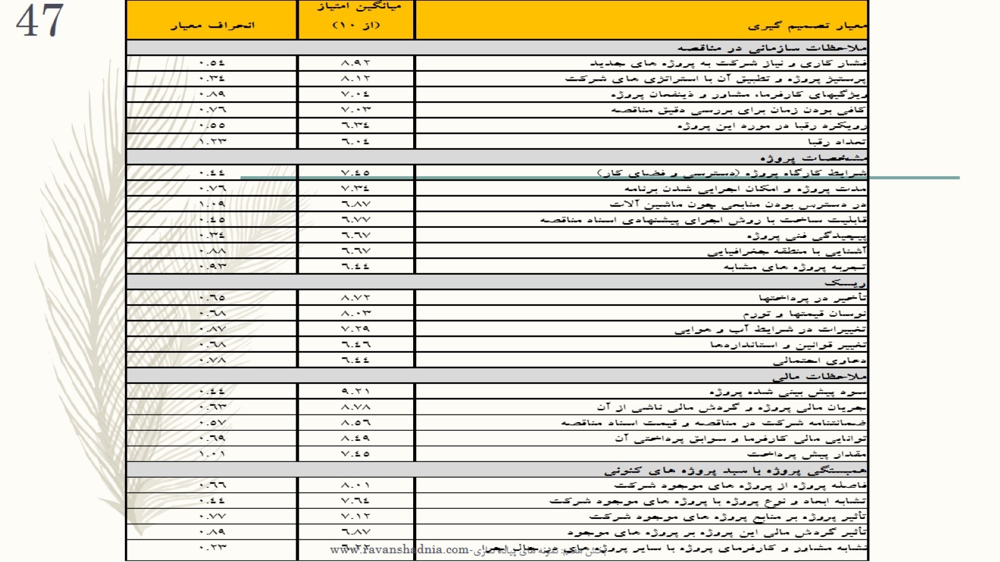 47
معیار تصمیم گیری میانگین امتیاز (از ۱۰) انحراف معیار
ملاحظات سازمانی در مناقصه
فشار کاری و نیاز شرکت به پروژه های جدید ۸.۹۲ ۰.۵٤
پرستیژ پروژه و تطبیق آن با استراتژی های شرکت ۸.۱۲ ۰.۳٤
ویژگیهای کارفرما، مشاور و ذینفعان پروژه ۷.۰٤ ۰.۸۹
کافی بودن زمان برای بررسی دقیق مناقصه ۷.۰۳ ۰.۷٦
رویکرد رقبا در مورد این پروژه ٦.۳٤ ۰.۵۵
تعداد رقبا ٦.۰٤ ۱.۲۳
مشخصات پروژه
شرایط کارگاه پروژه (دسترسی و فضای کار) ۷.٤۵ ۰.٤٤
مدت پروژه و امکان اجرایی شدن برنامه ۷.۳٤ ۰.۷٦
در دسترس بودن منابعی چون ماشین آلات ٦.۸۷ ۱.۰۹
قابلیت ساخت با روش اجرای پیشنهادی اسناد مناقصه ٦.۷۷ ۰.٤۵
پیچیدگی فنی پروژه ٦.٦۷ ۰.۳٤
آشنایی با منطقه جغرافیایی ٦.٦۷ ۰.۸۸
تجربه پروژه های مشابه ٦.٤٤ ۰.۹۳
ریسک
تأخیر در پرداختها ۸.۷۲ ۰.٦۵
نوسان قیمتها و تورم ۸.۰۳ ۰.٦۸
تغییرات در شرایط آب و هوایی ۷.۲۹ ۰.۸۷
تغییر قوانین و استانداردها ٦.٤٦ ۰.٦۸
دعاوی احتمالی ٦.٤٤ ۰.۷۸
ملاحظات مالی
سود پیش بینی شده پروژه ۹.۲۱ ۰.٤٤
جریان مالی پروژه و گردش مالی ناشی از آن ۸.۷۸ ۰.٦۳
ضمانتنامه شرکت در مناقصه و قیمت اسناد مناقصه ۸.۵٦ ۰.۵۷
توانایی مالی کارفرما و سوابق پرداختی آن ۸.٤۹ ۰.٦۹
مقدار پیش پرداخت ۷.٤۵ ۱.۰۱
همبستگی پروژه با سبد پروژه های کنونی
فاصله پروژه از پروژه های موجود شرکت ۸.۰۱ ۰.٦٦
تشابه ابعاد و نوع پروژه با پروژه های موجود شرکت ۷.٦٤ ۰.٤٤
تأثیر پروژه بر منابع پروژه های موجود شرکت ۷.۱۲ ۰.۷۷
تأثیر گردش مالی این پروژه بر پروژه های موجود ٦.۸۷ ۰.۸۹
تشابه مشاور و کارفرمای پروژه با سایر پروژه های در حال اجرا ٦.۲۲ ۰.۲۳
بخش هفتم: نمونه های پیاده سازی-www.ravanshadnia.com